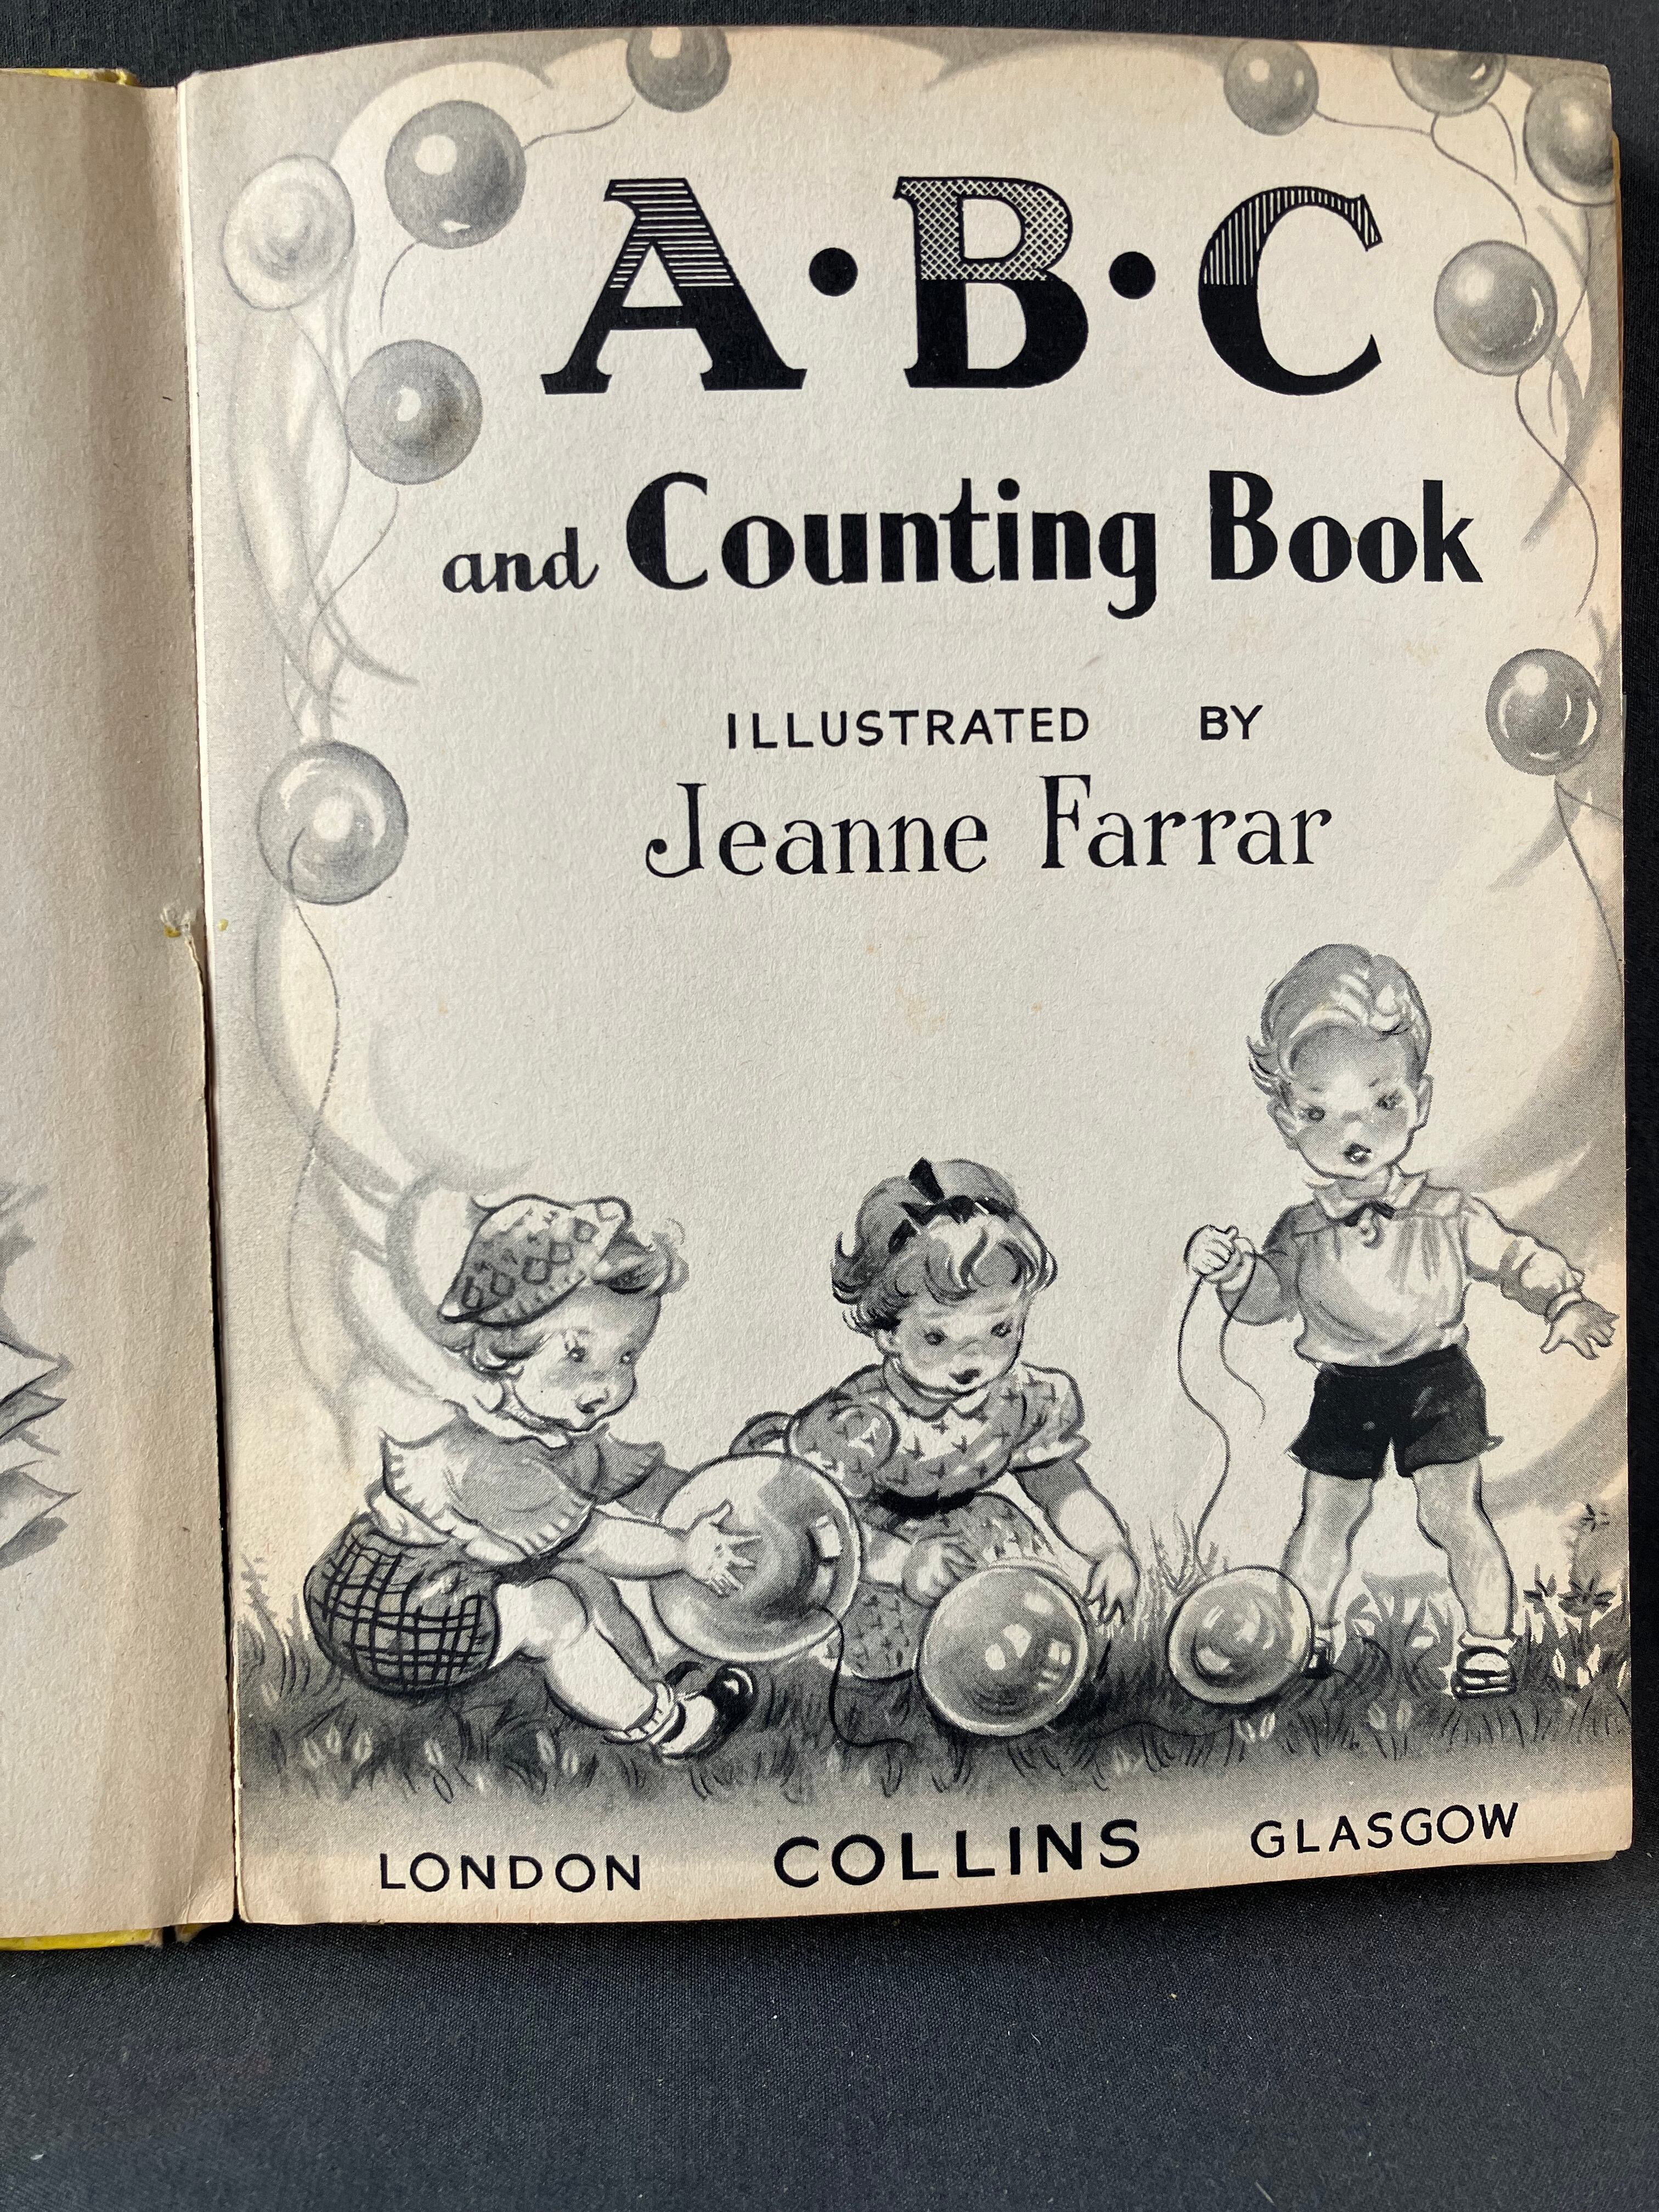 A·B·C
and Counting Book
ILLUSTRATED BY
Jeanne Farrar
LONDON COLLINS GLASGOW